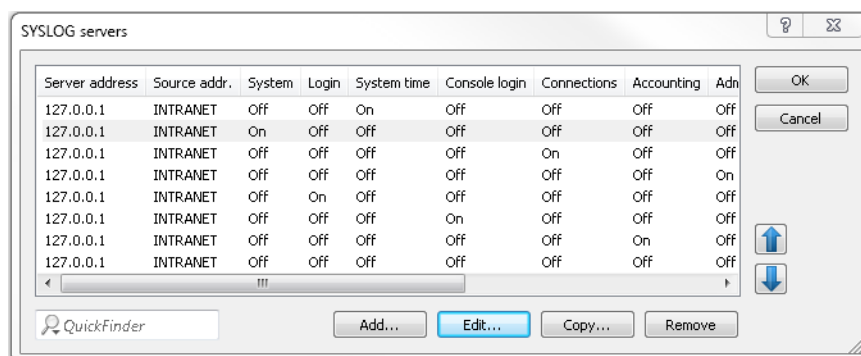 SYSLOG servers
Server address Source addr. System Login System time Console login Connections Accounting Adn
127.0.0.1 INTRANET Off Off On Off Off Off Off
127.0.0.1 INTRANET On Off Off Off Off Off Off
127.0.0.1 INTRANET Off Off Off Off On Off Off
127.0.0.1 INTRANET Off Off Off Off Off Off On
127.0.0.1 INTRANET Off On Off Off Off Off Off
127.0.0.1 INTRANET Off Off Off On Off Off Off
127.0.0.1 INTRANET Off Off Off Off Off On Off
127.0.0.1 INTRANET Off Off Off Off Off Off Off
OK
Cancel
QuickFinder
Add...
Edit...
Copy...
Remove